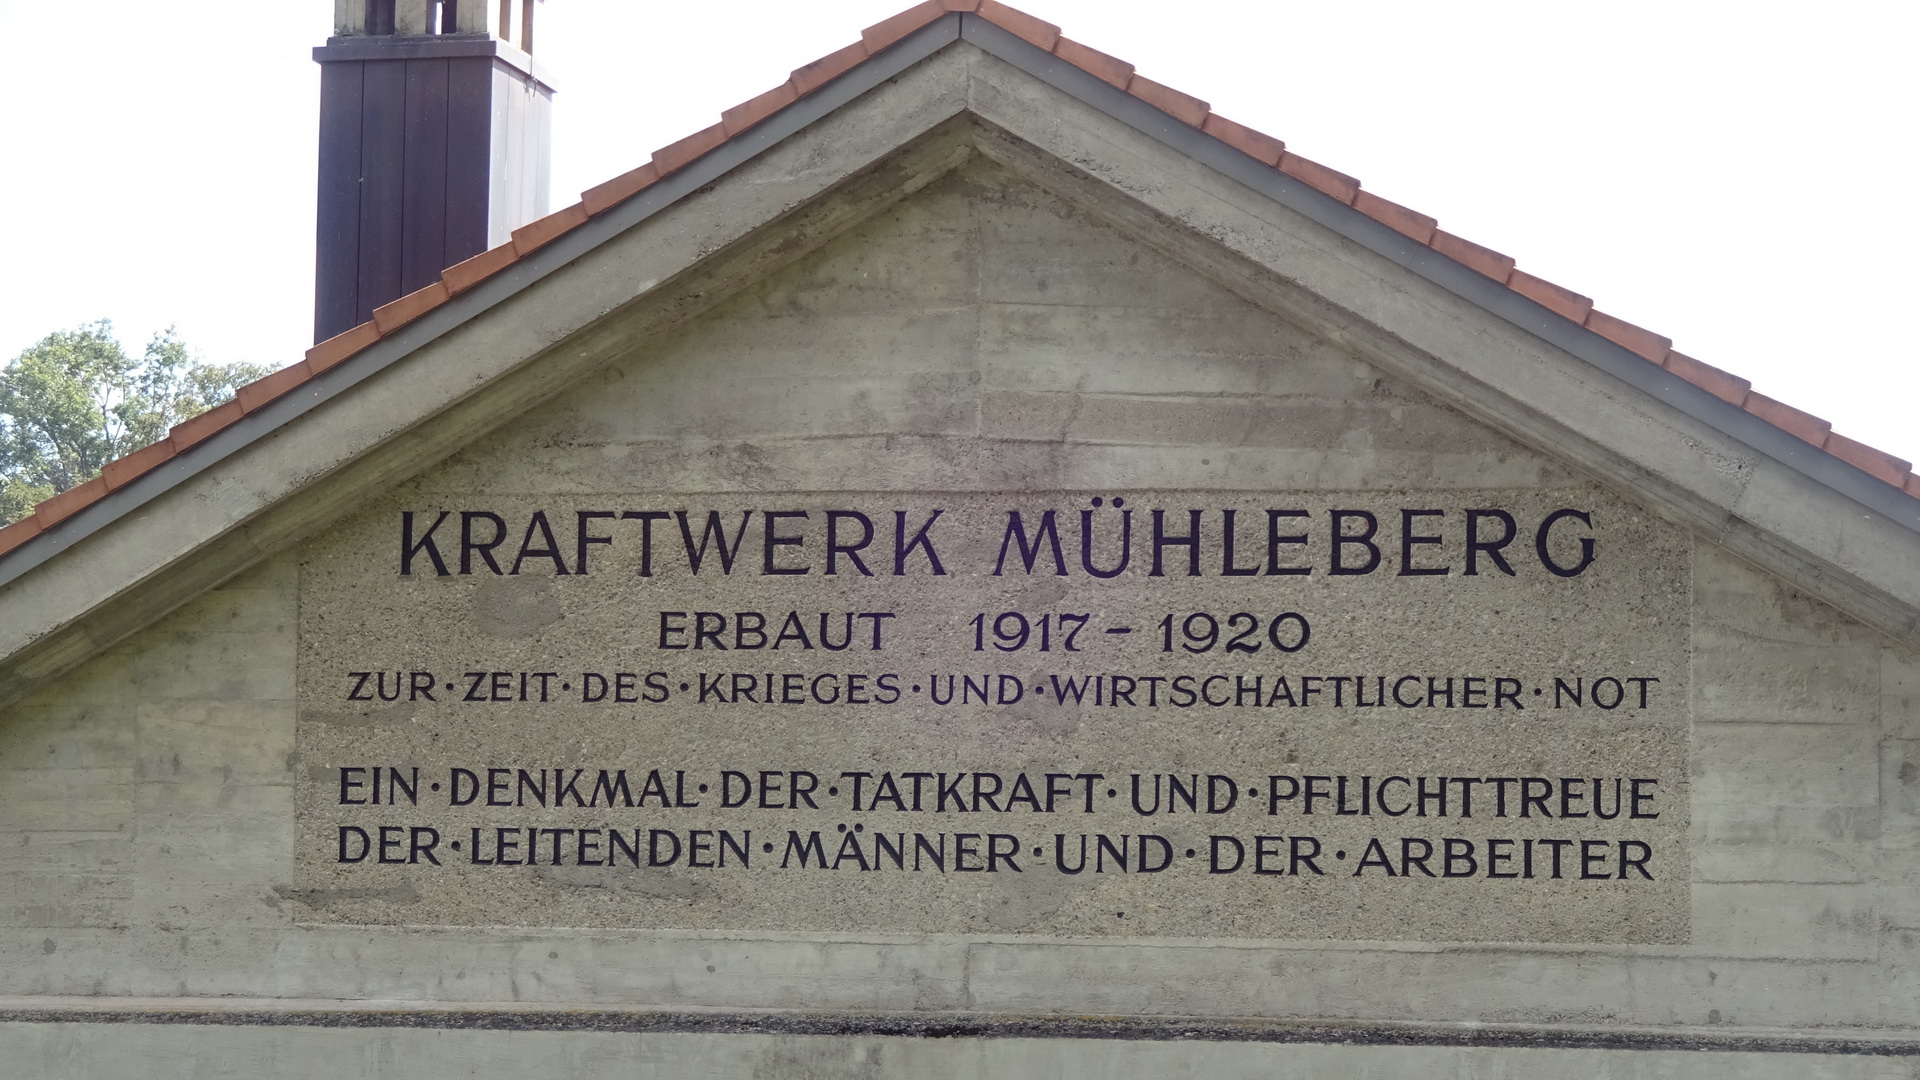 KRAFTWERK MÜHLEBERG
ERBAUT 1917 – 1920
ZUR·ZEIT·DES·KRIEGES·UND·WIRTSCHAFTLICHER·NOT
EIN·DENKMAL·DER·TATKRAFT·UND·PFLICHTTREUE
DER·LEITENDEN·MÄNNER·UND·DER·ARBEITER